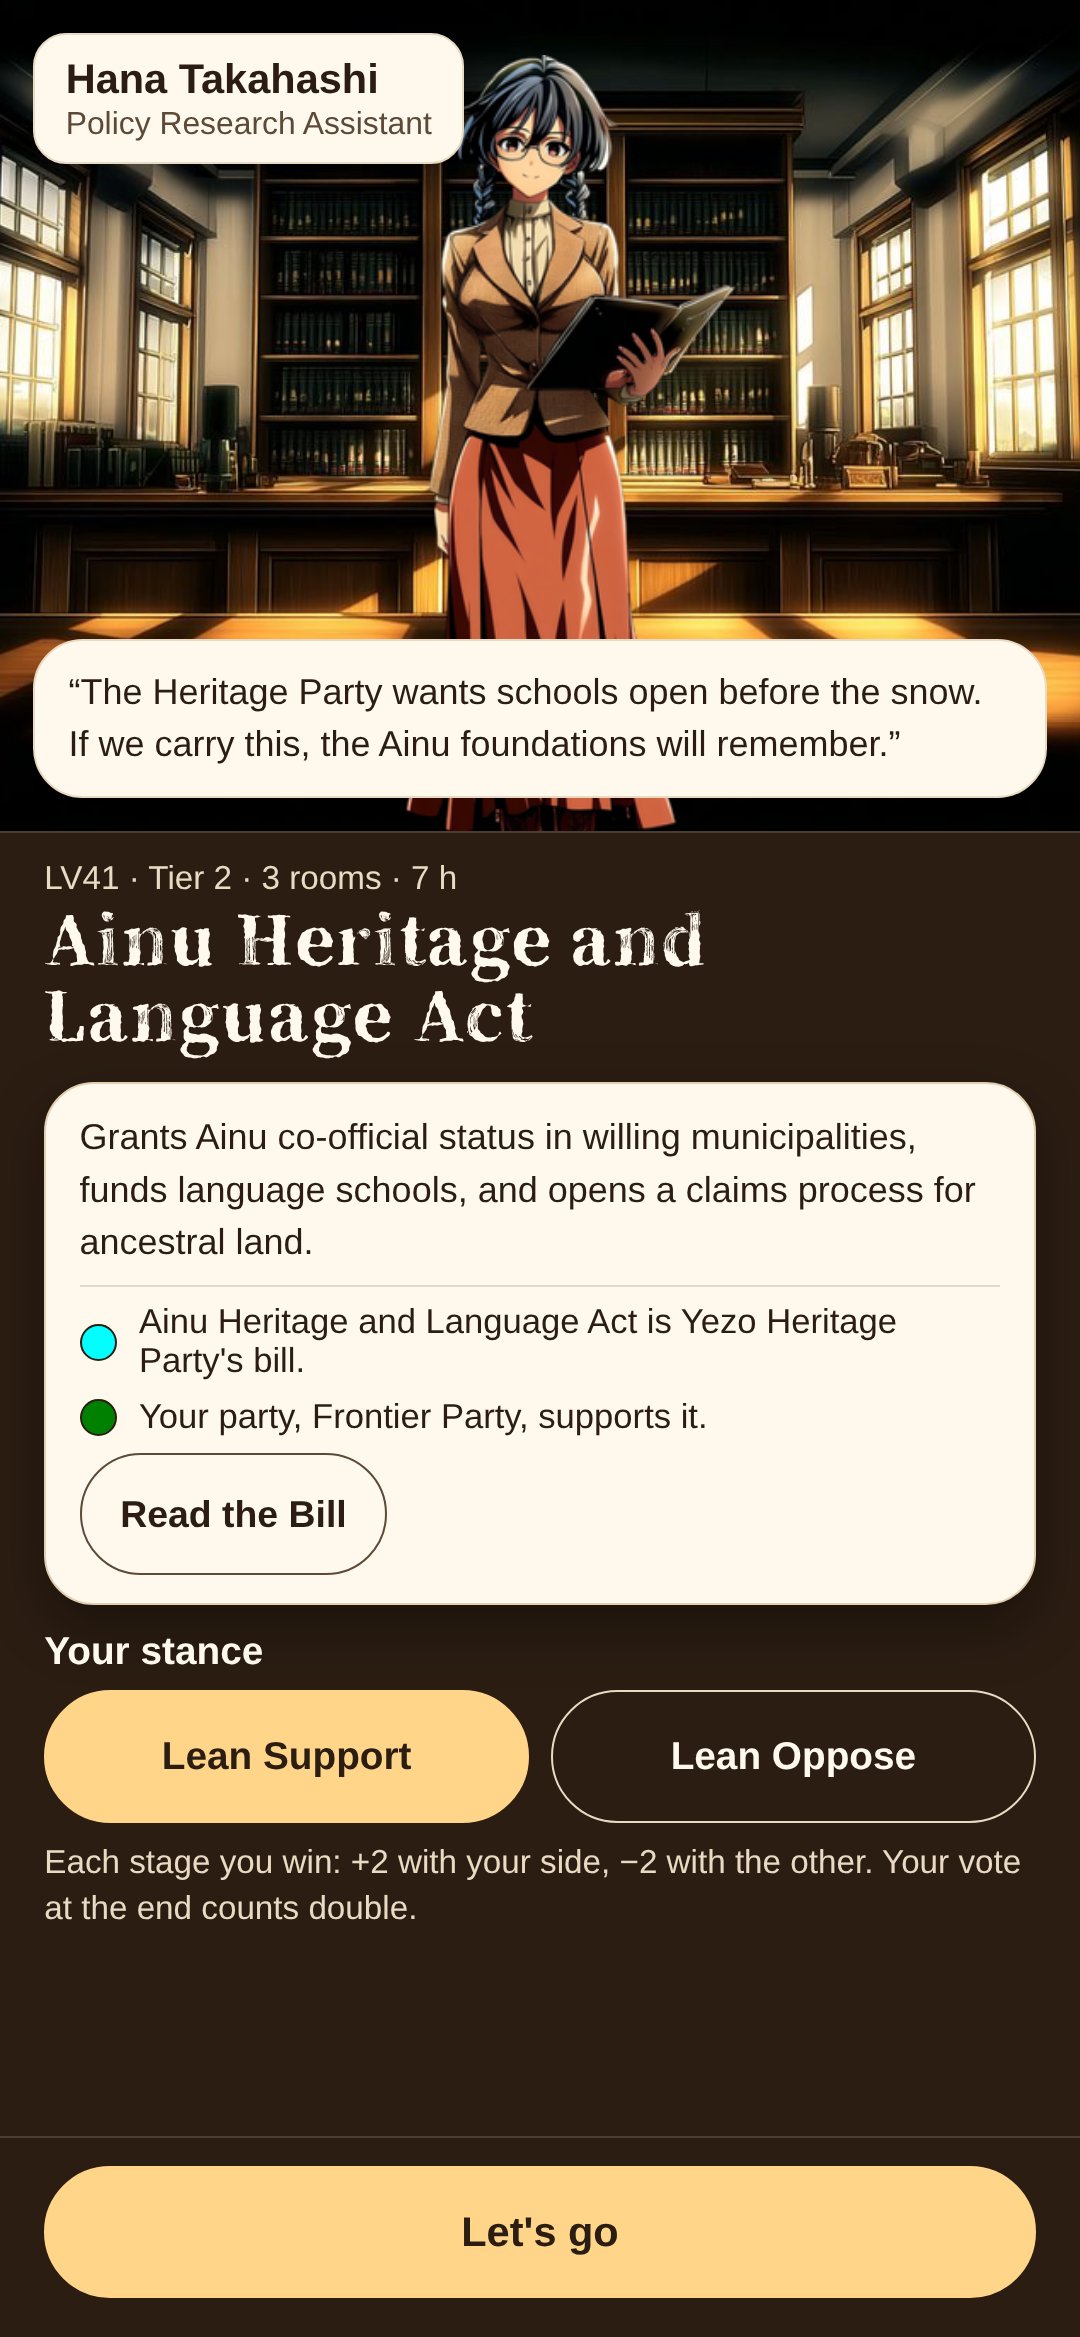 Hana Takahashi
Policy Research Assistant
“The Heritage Party wants schools open before the snow.
If we carry this, the Ainu foundations will remember.”
LV41 · Tier 2 · 3 rooms · 7 h
Ainu Heritage and
Language Act
Grants Ainu co-official status in willing municipalities,
funds language schools, and opens a claims process for
ancestral land.
Ainu Heritage and Language Act is Yezo Heritage
Party's bill.
Your party, Frontier Party, supports it.
Read the Bill
Your stance
Lean Support
Lean Oppose
Each stage you win: +2 with your side, −2 with the other. Your vote
at the end counts double.
Let's go